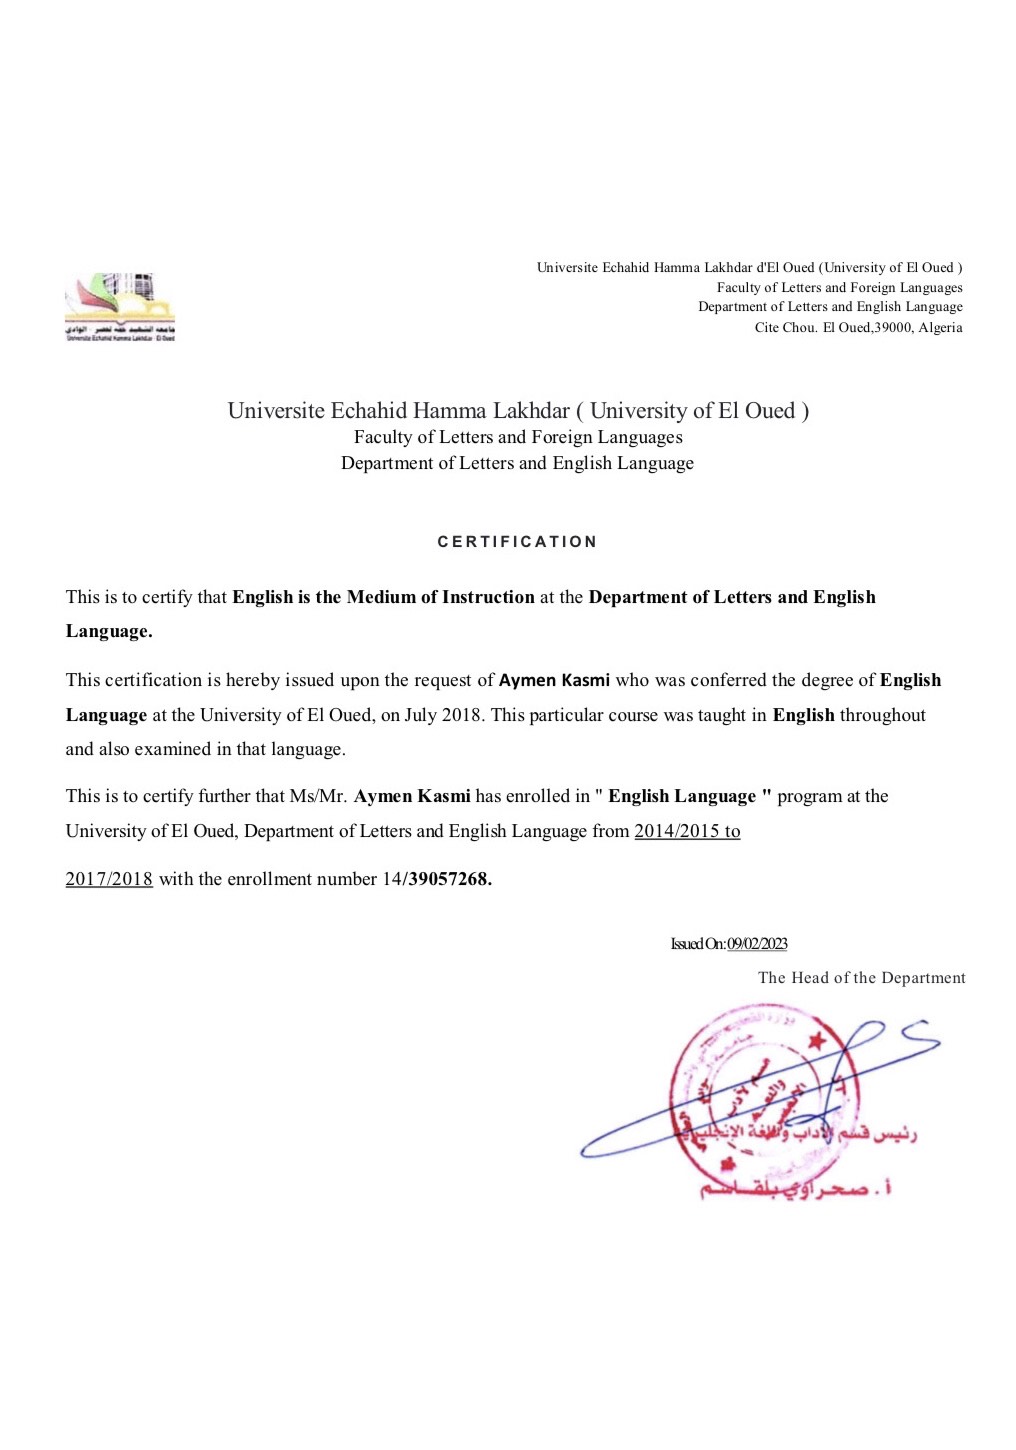 Universite Echahid Hamma Lakhdar d'El Oued (University of El Oued )
Faculty of Letters and Foreign Languages
Department of Letters and English Language
Cite Chou. El Oued,39000, Algeria
جامعة الشهيد حمه لخضر - الوادي
Universite Echahid Hamma Lakhdar - El Oued
Universite Echahid Hamma Lakhdar ( University of El Oued )
Faculty of Letters and Foreign Languages
Department of Letters and English Language
CERTIFICATION
This is to certify that English is the Medium of Instruction at the Department of Letters and English
Language.
This certification is hereby issued upon the request of Aymen Kasmi who was conferred the degree of English
Language at the University of El Oued, on July 2018. This particular course was taught in English throughout
and also examined in that language.
This is to certify further that Ms/Mr. Aymen Kasmi has enrolled in " English Language " program at the
University of El Oued, Department of Letters and English Language from 2014/2015 to
2017/2018 with the enrollment number 14/39057268.
Issued On: 09/02/2023
The Head of the Department
رئيس قسم الآداب واللغة الإنجليزية
أ. صحراوي بلقاسم